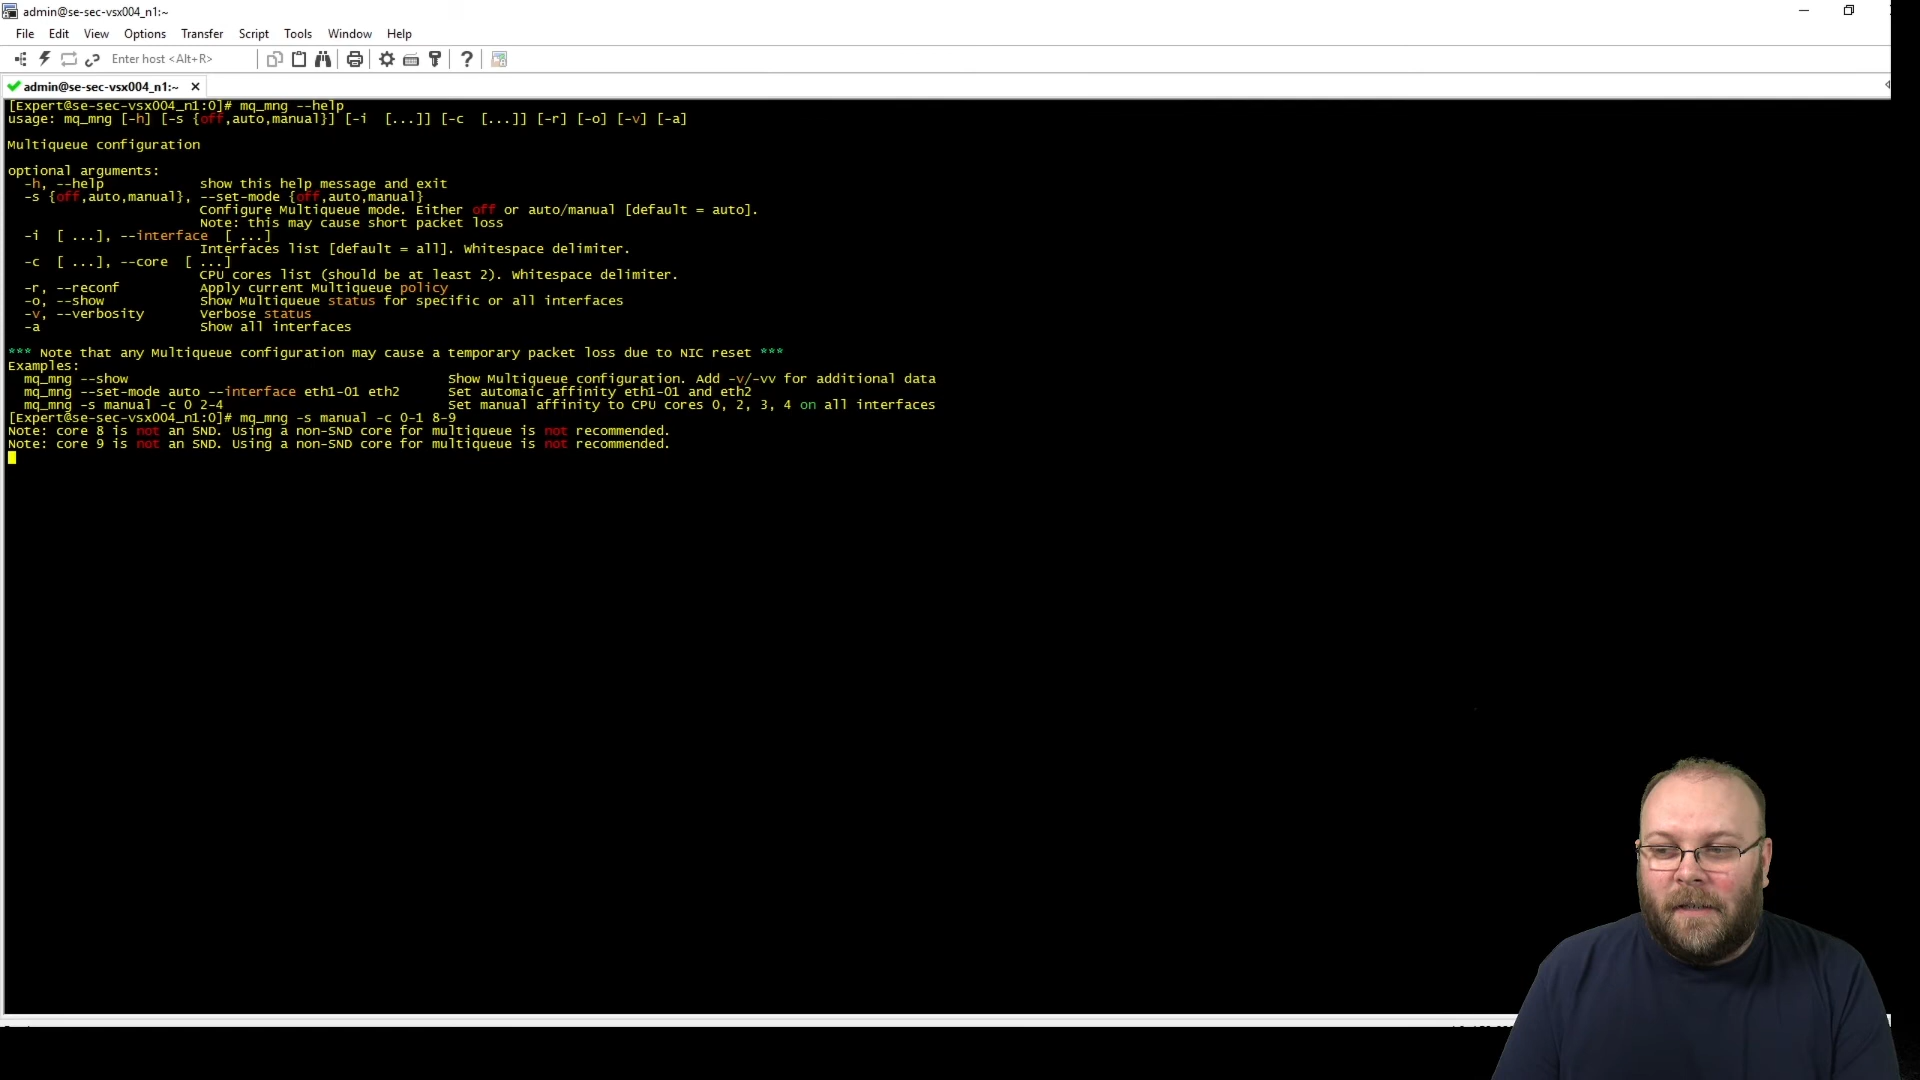 admin@se-sec-vsx004_n1:~
File Edit View Options Transfer Script Tools Window Help
Enter host <Alt+R>
admin@se-sec-vsx004_n1:~ ×
[Expert@se-sec-vsx004_n1:0]# mq_mng --help
usage: mq_mng [-h] [-s {off,auto,manual}] [-i [...]] [-c [...]] [-r] [-o] [-v] [-a]
Multiqueue configuration
optional arguments:
-h, --help show this help message and exit
-s {off,auto,manual}, --set-mode {off,auto,manual}
Configure Multiqueue mode. Either off or auto/manual [default = auto].
Note: this may cause short packet loss
-i [ ...], --interface [ ...]
Interfaces list [default = all]. Whitespace delimiter.
-c [ ...], --core [ ...]
CPU cores list (should be at least 2). Whitespace delimiter.
-r, --reconf Apply current Multiqueue policy
-o, --show Show Multiqueue status for specific or all interfaces
-v, --verbosity Verbose status
-a Show all interfaces
*** Note that any Multiqueue configuration may cause a temporary packet loss due to NIC reset ***
Examples:
mq_mng --show Show Multiqueue configuration. Add -v/-vv for additional data
mq_mng --set-mode auto --interface eth1-01 eth2 Set automaic affinity eth1-01 and eth2
mq_mng -s manual -c 0 2-4 Set manual affinity to CPU cores 0, 2, 3, 4 on all interfaces
[Expert@se-sec-vsx004_n1:0]# mq_mng -s manual -c 0-1 8-9
Note: core 8 is not an SND. Using a non-SND core for multiqueue is not recommended.
Note: core 9 is not an SND. Using a non-SND core for multiqueue is not recommended.